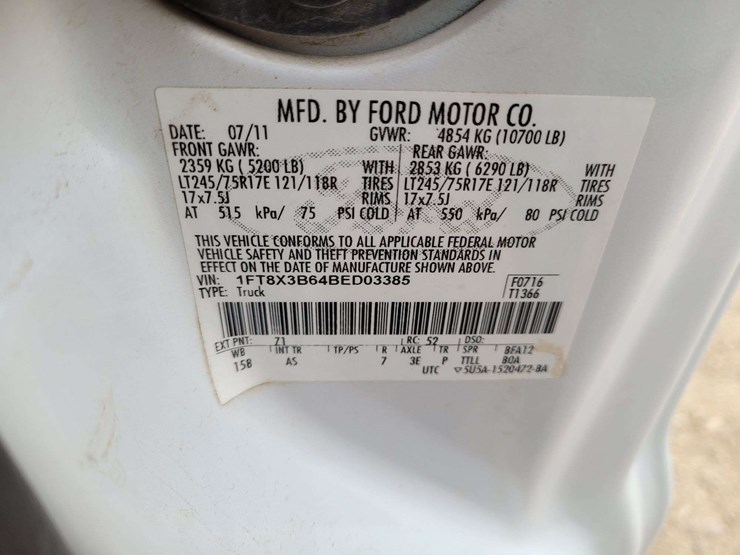 MFD. BY FORD MOTOR CO.
DATE: 07/11 GVWR: 4854 KG (10700 LB)
FRONT GAWR: REAR GAWR:
2359 KG ( 5200 LB) WITH 2853 KG ( 6290 LB) WITH
LT245/75R17E 121/118R TIRES LT245/75R17E 121/118R TIRES
17x7.5J RIMS 17x7.5J RIMS
AT 515 kPa/ 75 PSI COLD AT 550 kPa/ 80 PSI COLD
THIS VEHICLE CONFORMS TO ALL APPLICABLE FEDERAL MOTOR
VEHICLE SAFETY AND THEFT PREVENTION STANDARDS IN
EFFECT ON THE DATE OF MANUFACTURE SHOWN ABOVE.
VIN: 1FT8X3B64BED03385 F0716
TYPE: Truck T1366
EXT PNT: Z1 RC: 52 DSO:
WB INT TR TP/PS R AXLE TR SPR BFA12
158 AS 7 3E P TTLL BOA
UTC ▽5U5A-1520472-BA